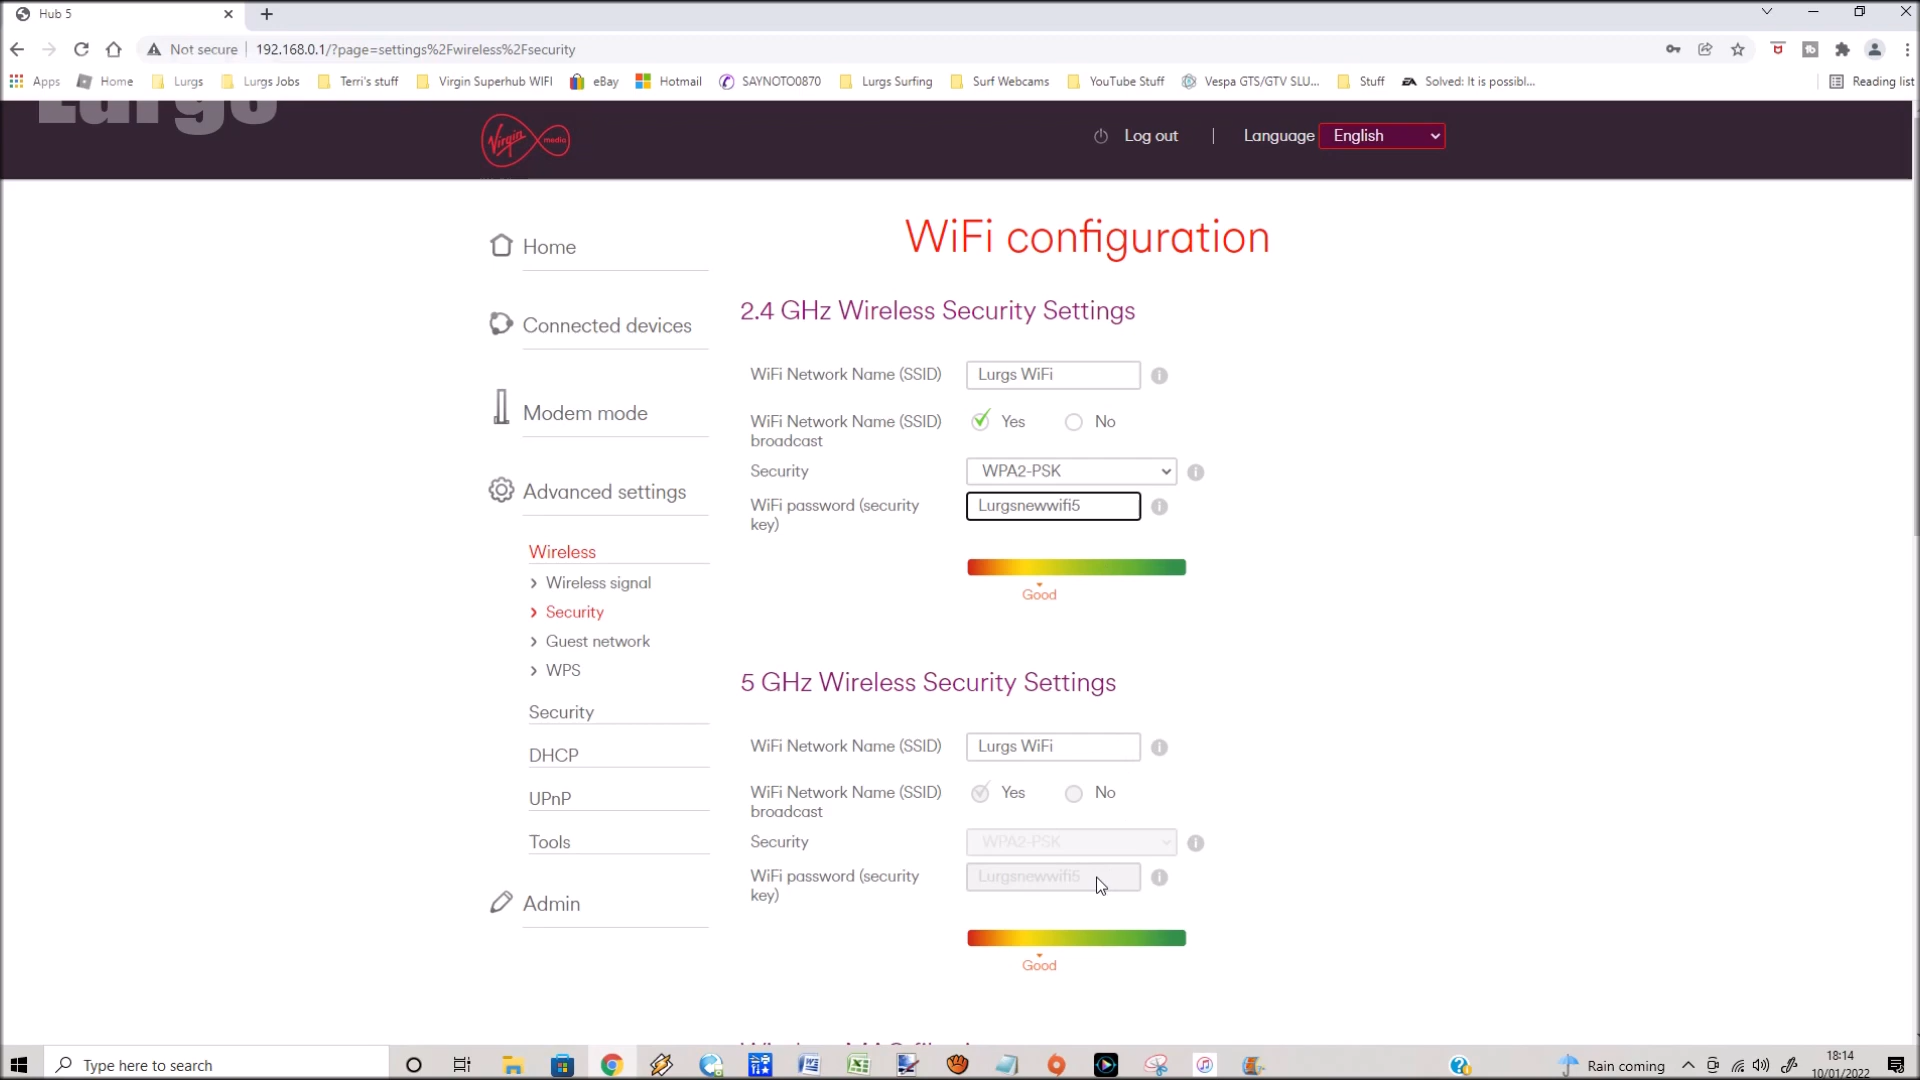 Hub 5
Not secure 192.168.0.1/?page=settings%2Fwireless%2Fsecurity
Apps Home Lurgs Lurgs Jobs Terri's stuff Virgin Superhub WIFI eBay Hotmail SAYNOTO0870 Lurgs Surfing Surf Webcams YouTube Stuff Vespa GTS/GTV SLU... Stuff Solved: It is possibl... Reading list
Lurgo
Virgin media
Log out | Language English
WiFi configuration
Home
Connected devices
Modem mode
Advanced settings
Wireless
Wireless signal
Security
Guest network
WPS
Security
DHCP
UPnP
Tools
Admin
2.4 GHz Wireless Security Settings
WiFi Network Name (SSID) Lurgs WiFi
WiFi Network Name (SSID) Yes No
broadcast
Security WPA2-PSK
WiFi password (security Lurgsnewwifi5
key)
Good
5 GHz Wireless Security Settings
WiFi Network Name (SSID) Lurgs WiFi
WiFi Network Name (SSID) Yes No
broadcast
Security WPA2-PSK
WiFi password (security Lurgsnewwifi5
key)
Good
Type here to search
Rain coming
18:14
10/01/2022